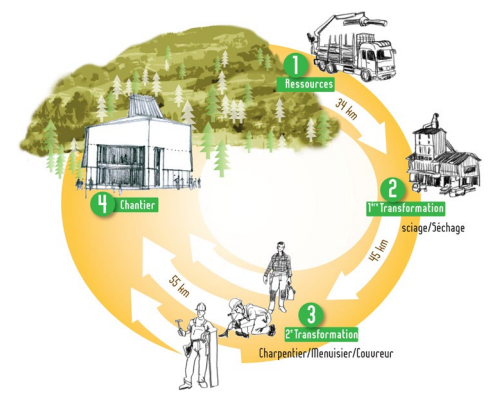 1
Ressources
34 km
2
1ère Transformation
sciage/Séchage
45 km
3
2e Transformation
Charpentier/Menuisier/Couvreur
55 km
4 Chantier